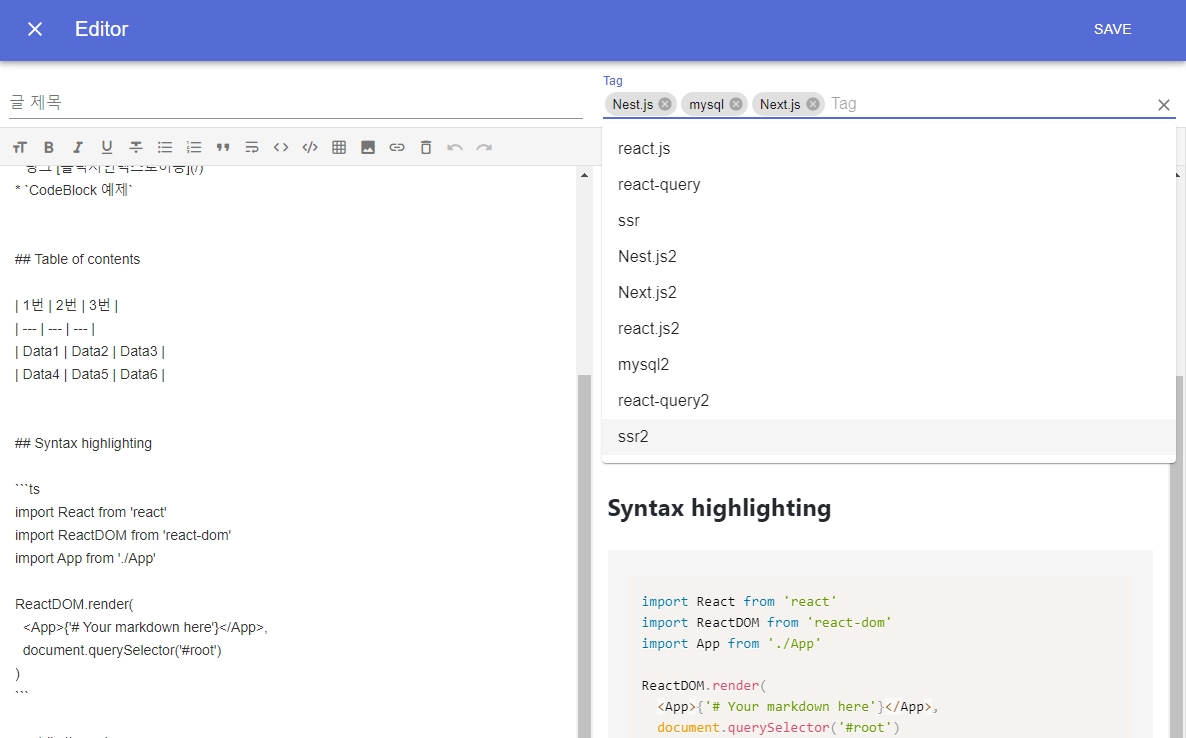 Editor
SAVE
글 제목
Tag
Nest.js mysql Next.js Tag
* `CodeBlock 예제`
## Table of contents
| 1번 | 2번 | 3번 |
| --- | --- | --- |
| Data1 | Data2 | Data3 |
| Data4 | Data5 | Data6 |
## Syntax highlighting
```ts
import React from 'react'
import ReactDOM from 'react-dom'
import App from './App'
ReactDOM.render(
<App>{'# Your markdown here'}</App>,
document.querySelector('#root')
)
```
react.js
react-query
ssr
Nest.js2
Next.js2
react.js2
mysql2
react-query2
ssr2
Syntax highlighting
import React from 'react'
import ReactDOM from 'react-dom'
import App from './App'
ReactDOM.render(
<App>{'# Your markdown here'}</App>,
document.querySelector('#root')